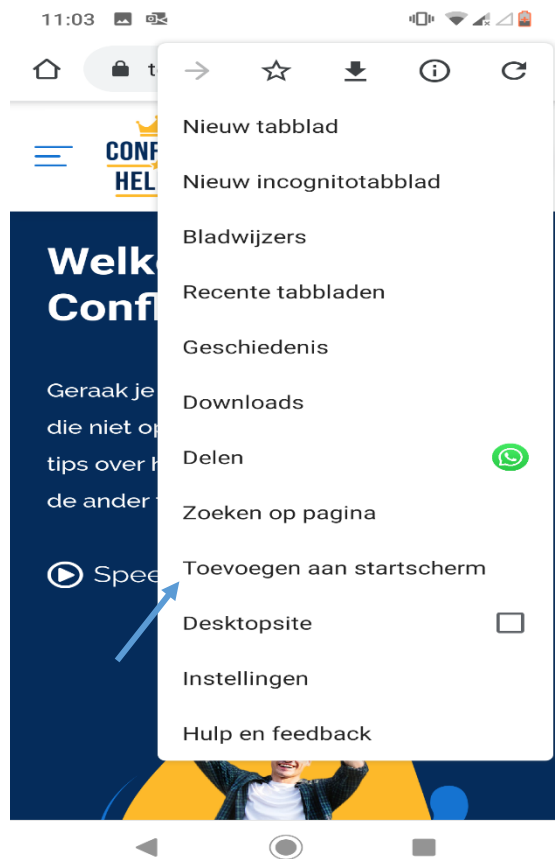 11:03
t
Nieuw tabblad
CONF
HEL
Nieuw incognitotabblad
Bladwijzers
Welk
Recente tabbladen
Conf
Geschiedenis
Geraak je
Downloads
die niet op
Delen
tips over h
de ander
Zoeken op pagina
Toevoegen aan startscherm
Spee
Desktopsite
Instellingen
Hulp en feedback